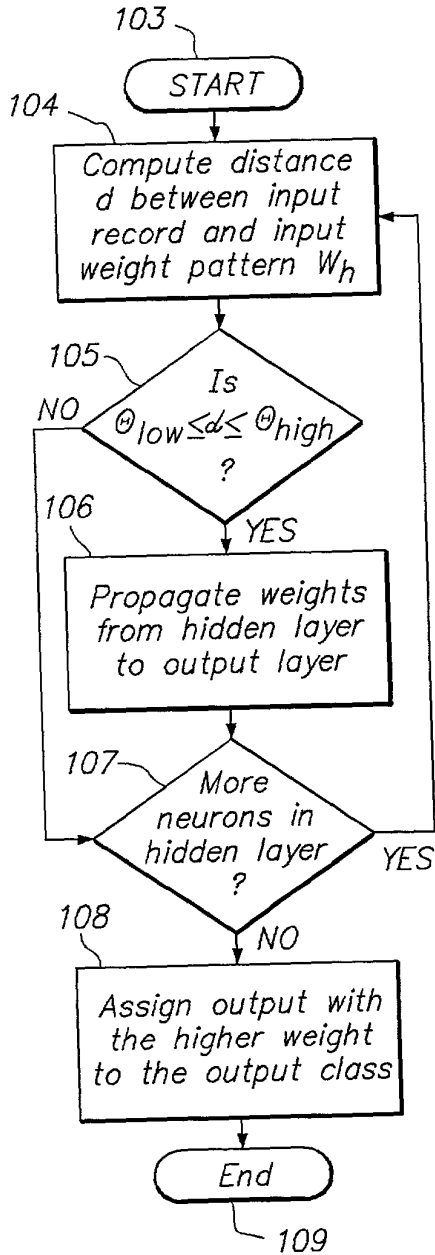 103
START
104
Compute distance
d between input
record and input
weight pattern Wh
105
Is
Θlow ≤d≤ Θhigh
?
NO
YES
106
Propagate weights
from hidden layer
to output layer
107
More
neurons in
hidden layer
?
YES
NO
108
Assign output with
the higher weight
to the output class
End
109